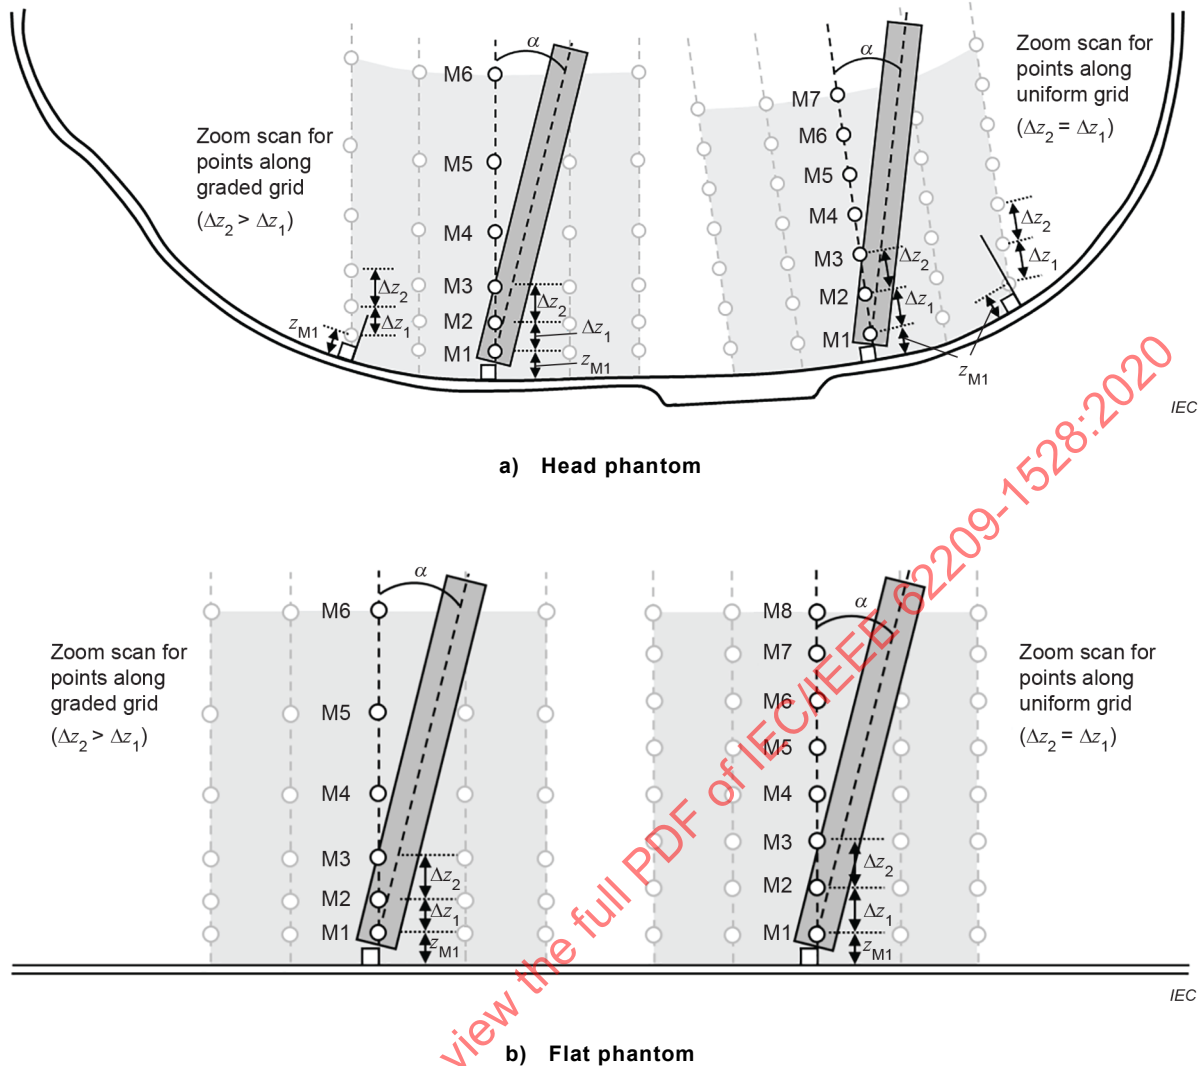 α
M6
M5
M4
M3
M2
M1
Zoom scan for
points along
graded grid
(Δz2 > Δz1)
Δz2
Δz1
zM1
Δz2
Δz1
zM1
α
M7
M6
M5
M4
M3
M2
M1
Δz2
Δz1
zM1
Δz2
Δz1
Zoom scan for
points along
uniform grid
(Δz2 = Δz1)
IEC
a) Head phantom
α
M6
M5
M4
M3
M2
M1
Zoom scan for
points along
graded grid
(Δz2 > Δz1)
Δz2
Δz1
zM1
α
M8
M7
M6
M5
M4
M3
M2
M1
Δz2
Δz1
zM1
Zoom scan for
points along
uniform grid
(Δz2 = Δz1)
IEC
b) Flat phantom
view the full PDF of IEC/IEEE 62209-1528:2020